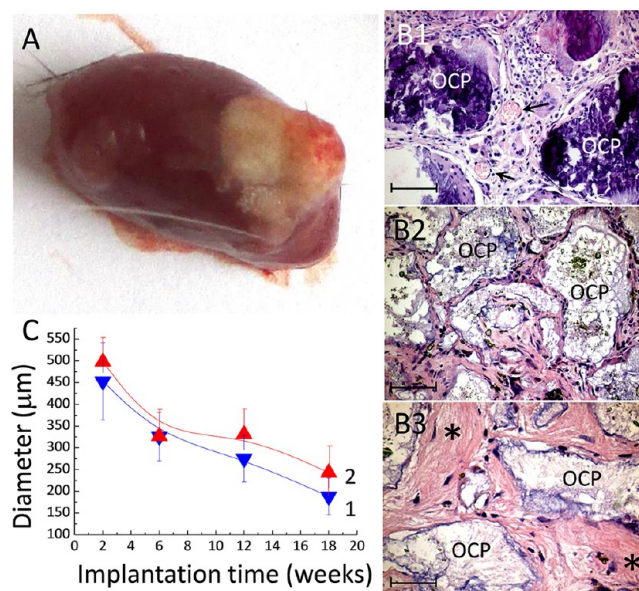 A
B1
OCP
OCP
B2
OCP
OCP
B3
*
OCP
OCP
*
C
Diameter (µm)
550
500
450
400
350
300
250
200
150
100
2
1
0 2 4 6 8 10 12 14 16 18 20
Implantation time (weeks)